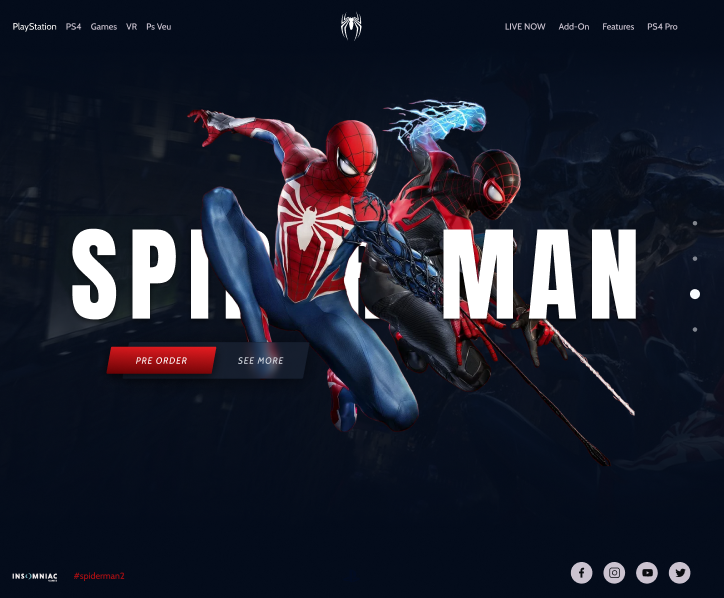 PlayStation PS4 Games VR Ps Veu
LIVE NOW Add-On Features PS4 Pro
SPI MAN
PRE ORDER SEE MORE
INSOMNIAC
#spiderman2